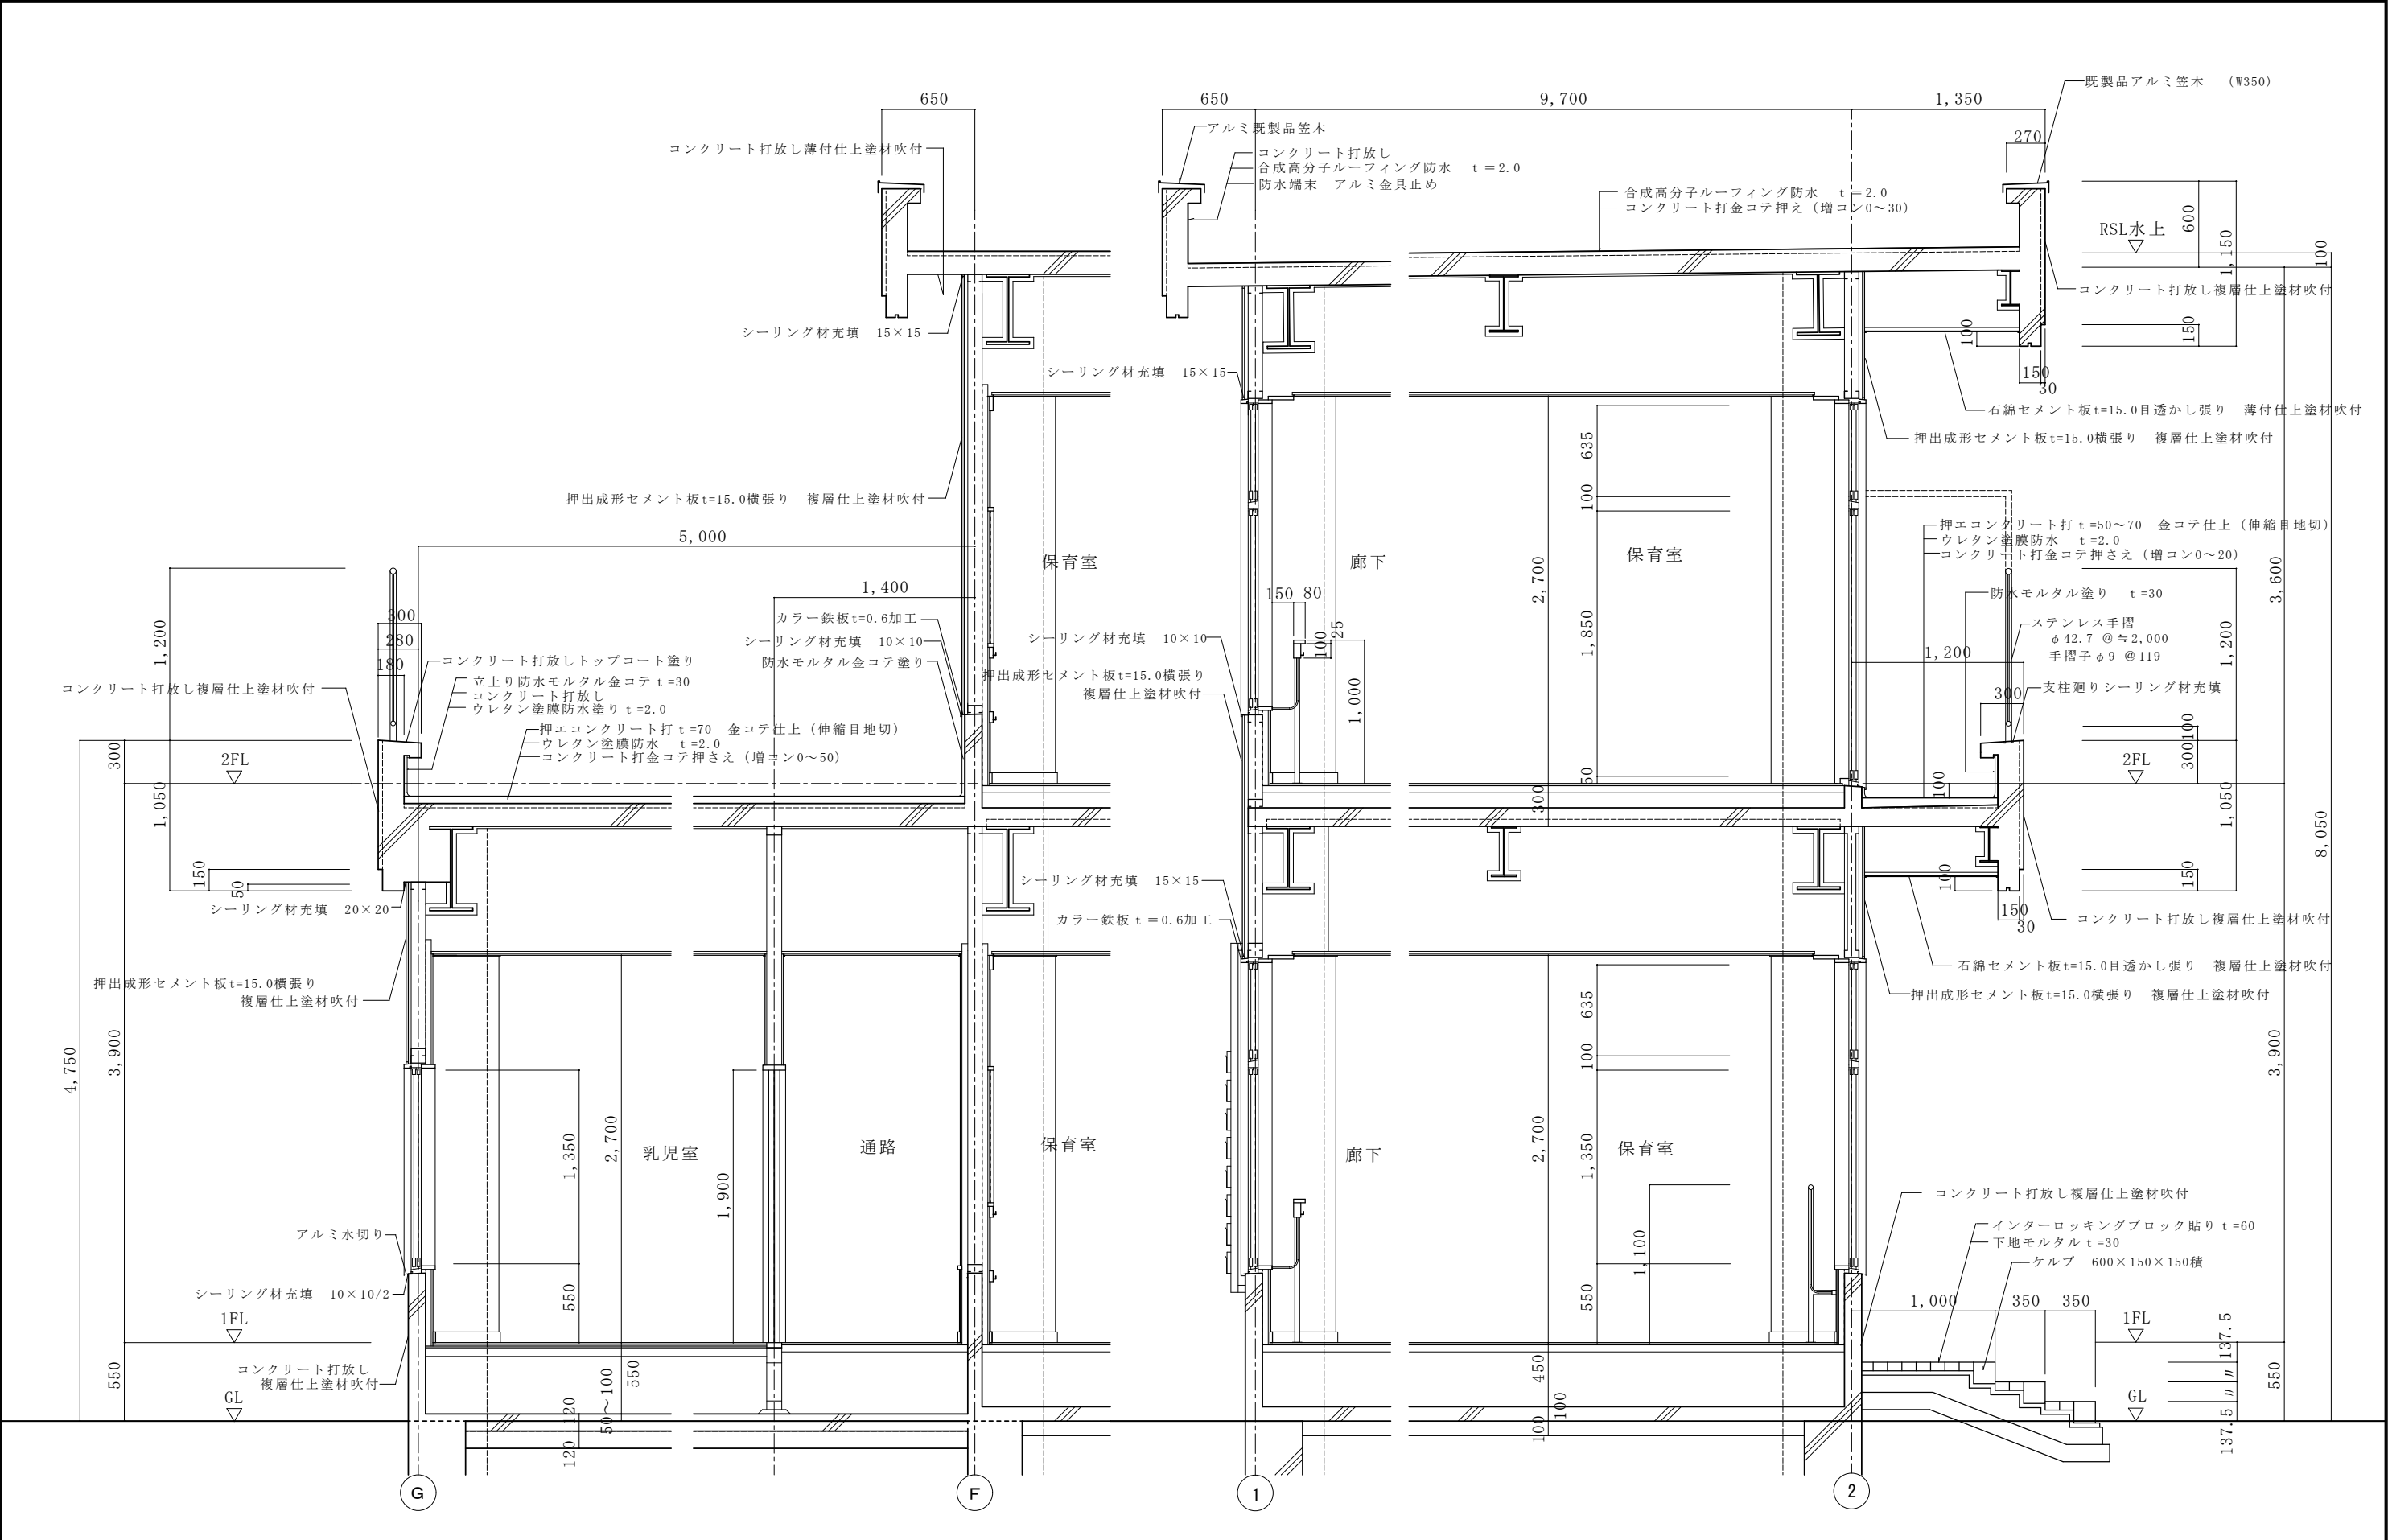 650
650
9,700
1,350
既製品アルミ笠木　(W350)
270
アルミ既製品笠木
コンクリート打放し薄付仕上塗材吹付
コンクリート打放し
合成高分子ルーフィング防水　t＝2.0
防水端末　アルミ金具止め
合成高分子ルーフィング防水　t＝2.0
コンクリート打金コテ押え（増コン0～30）
RSL水上
600
1,150
100
コンクリート打放し複層仕上塗材吹付
150
100
150
30
シーリング材充填　15×15
シーリング材充填　15×15
石綿セメント板t=15.0目透かし張り　薄付仕上塗材吹付
押出成形セメント板t=15.0横張り　複層仕上塗材吹付
押出成形セメント板t=15.0横張り　複層仕上塗材吹付
635
100
2,700
1,850
50
300
5,000
1,400
保育室
廊下
保育室
押エコンクリート打 t=50～70　金コテ仕上（伸縮目地切）
ウレタン塗膜防水　t=2.0
コンクリート打金コテ押さえ（増コン0～20）
3,600
防水モルタル塗り　t=30
ステンレス手摺
φ42.7 @≒2,000
手摺子φ9 @119
1,200
1,200
支柱廻りシーリング材充填
300
300
100
300
280
180
1,200
カラー鉄板t=0.6加工
シーリング材充填　10×10
防水モルタル金コテ塗り
150
80
25
100
1,000
シーリング材充填　10×10
押出成形セメント板t=15.0横張り
複層仕上塗材吹付
コンクリート打放しトップコート塗り
立上り防水モルタル金コテ t=30
コンクリート打放し
ウレタン塗膜防水塗り t=2.0
コンクリート打放し複層仕上塗材吹付
押エコンクリート打 t=70　金コテ仕上（伸縮目地切）
ウレタン塗膜防水　t=2.0
コンクリート打金コテ押さえ（増コン0～50）
300
2FL
2FL
1,050
1,050
100
8,050
150
50
シーリング材充填　20×20
シーリング材充填　15×15
カラー鉄板 t＝0.6加工
100
150
150
30
コンクリート打放し複層仕上塗材吹付
石綿セメント板t=15.0目透かし張り　複層仕上塗材吹付
押出成形セメント板t=15.0横張り　複層仕上塗材吹付
押出成形セメント板t=15.0横張り
複層仕上塗材吹付
4,750
3,900
3,900
635
100
1,350
2,700
1,900
550
乳児室
通路
保育室
廊下
2,700
1,350
550
保育室
1,100
コンクリート打放し複層仕上塗材吹付
インターロッキングブロック貼り t=60
下地モルタル t=30
ケルブ　600×150×150積
アルミ水切り
シーリング材充填　10×10/2
1FL
1,000
350
350
1FL
137.5
〃
〃
137.5
550
コンクリート打放し
複層仕上塗材吹付
550
GL
GL
550
50～100
120
120
450
100
100
G
F
1
2